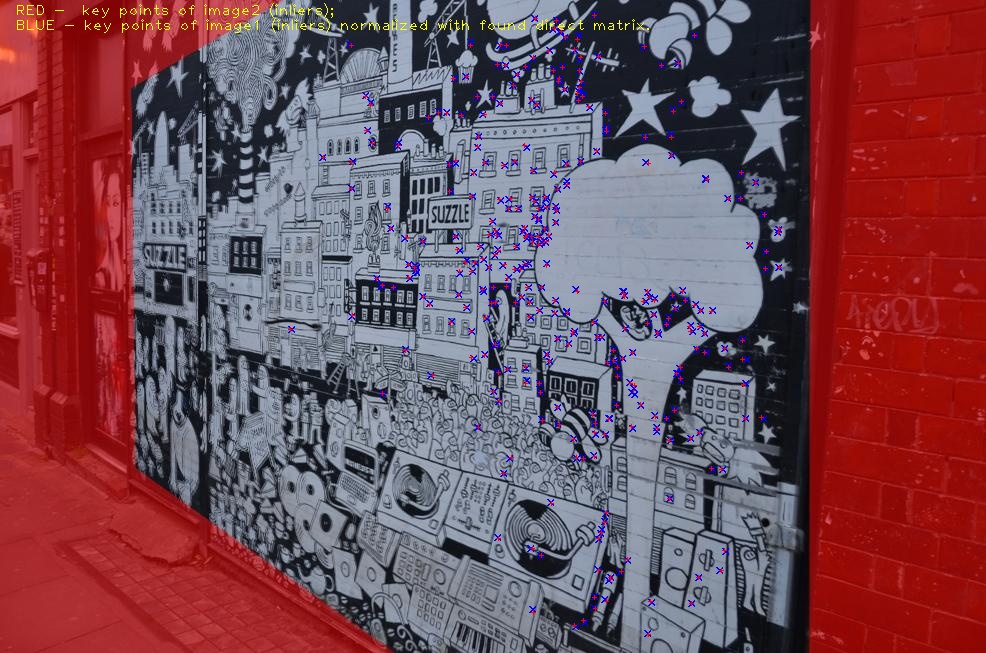 RED - key points of image2 (inliers);
BLUE - key points of image1 (inliers) normalized with found direct matrix.
SUZZLE
SUZZLE